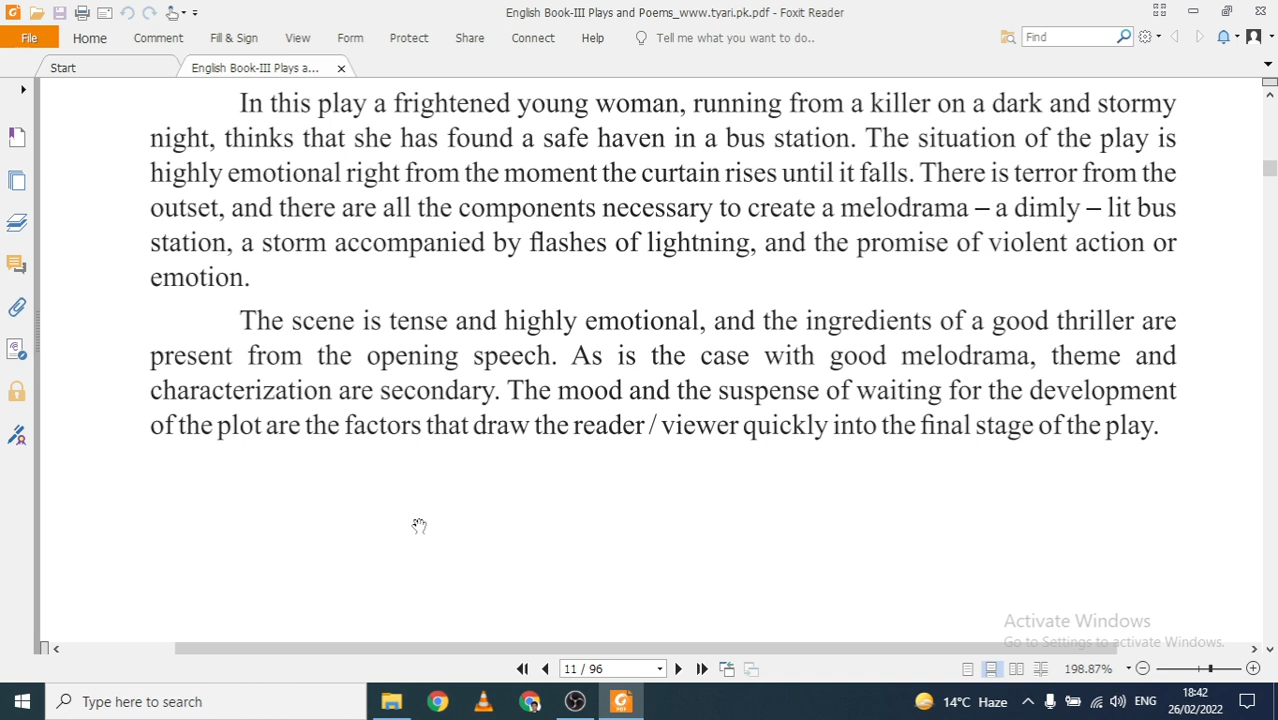 English Book-III Plays and Poems_www.tyari.pk.pdf - Foxit Reader
File Home Comment Fill & Sign View Form Protect Share Connect Help Tell me what you want to do.. Find
Start English Book-III Plays a...
In this play a frightened young woman, running from a killer on a dark and stormy
night, thinks that she has found a safe haven in a bus station. The situation of the play is
highly emotional right from the moment the curtain rises until it falls. There is terror from the
outset, and there are all the components necessary to create a melodrama – a dimly – lit bus
station, a storm accompanied by flashes of lightning, and the promise of violent action or
emotion.
The scene is tense and highly emotional, and the ingredients of a good thriller are
present from the opening speech. As is the case with good melodrama, theme and
characterization are secondary. The mood and the suspense of waiting for the development
of the plot are the factors that draw the reader / viewer quickly into the final stage of the play.
Activate Windows
Go to Settings to activate Windows.
11 / 96 198.87%
Type here to search 14°C Haze ENG 18:42
26/02/2022